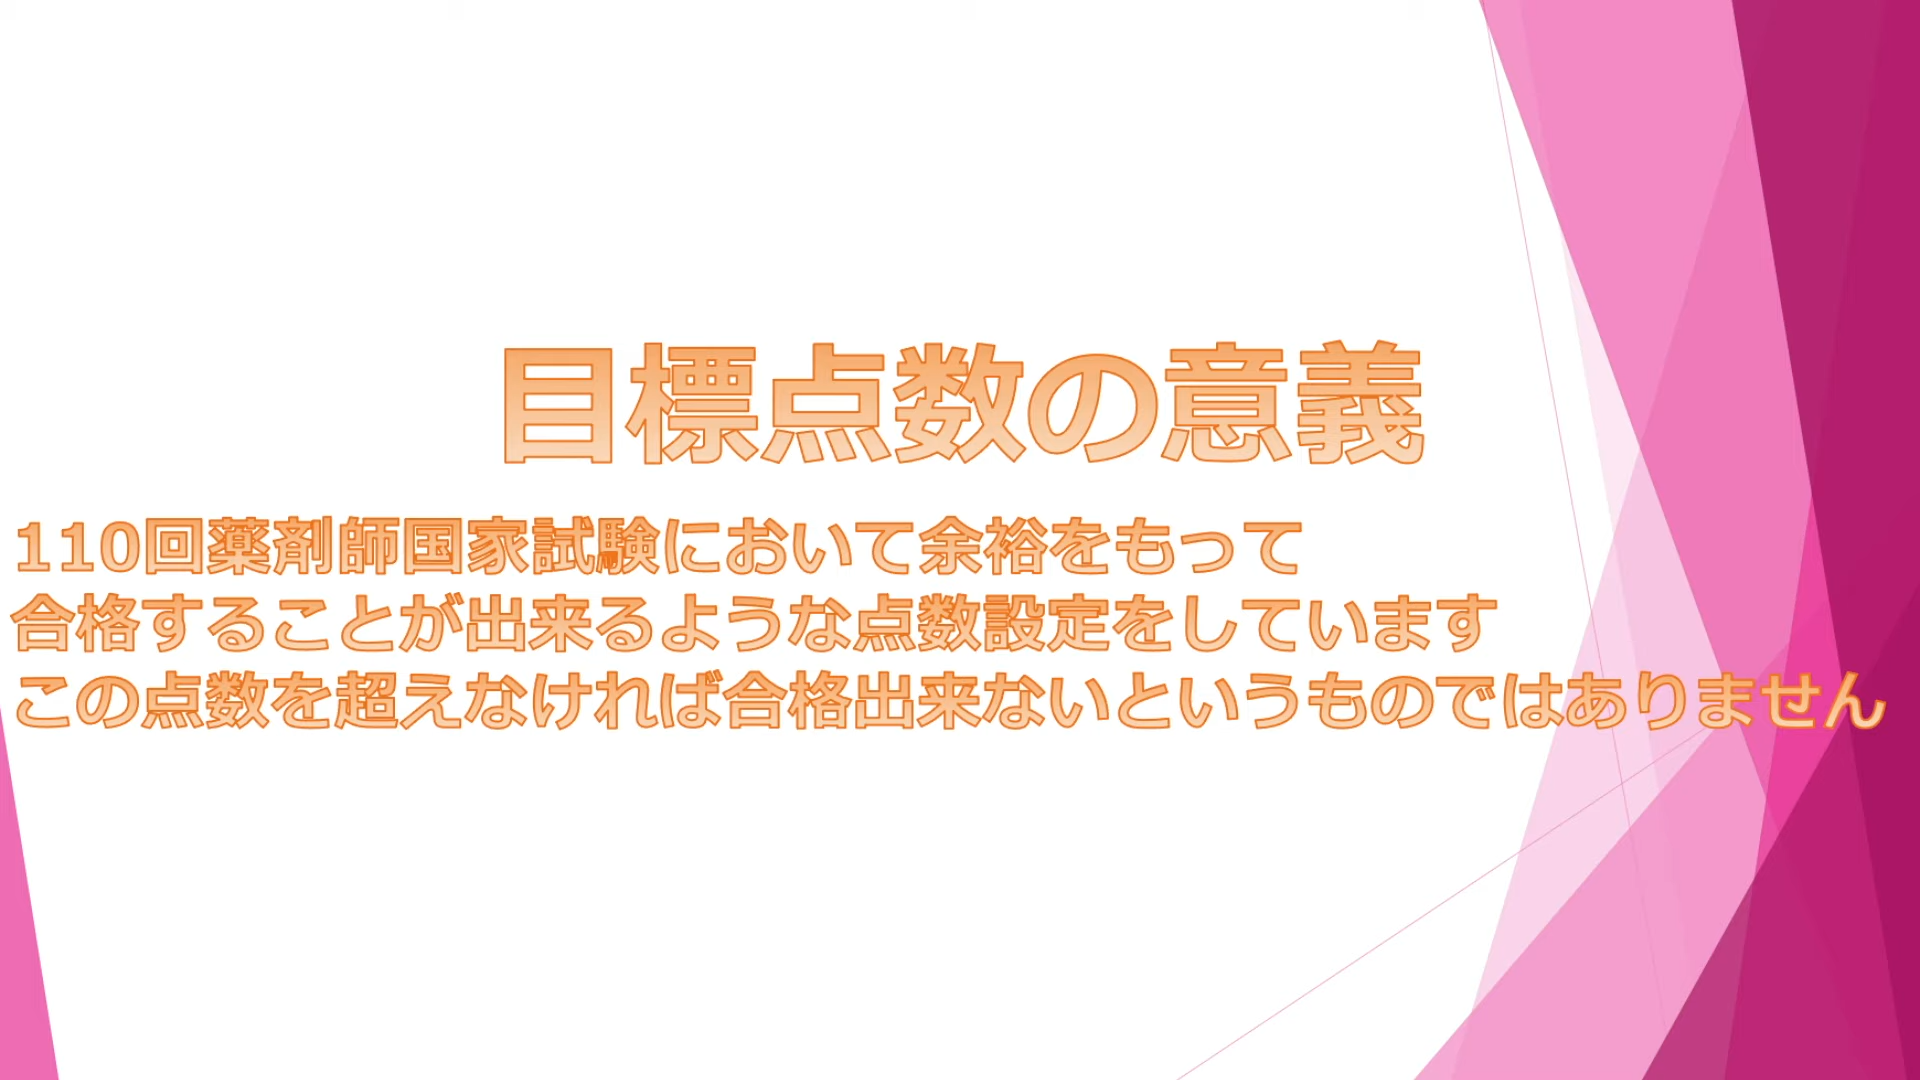 目標点数の意義
110回薬剤師国家試験において余裕をもって
合格することが出来るような点数設定をしています
この点数を超えなければ合格出来ないというものではありません